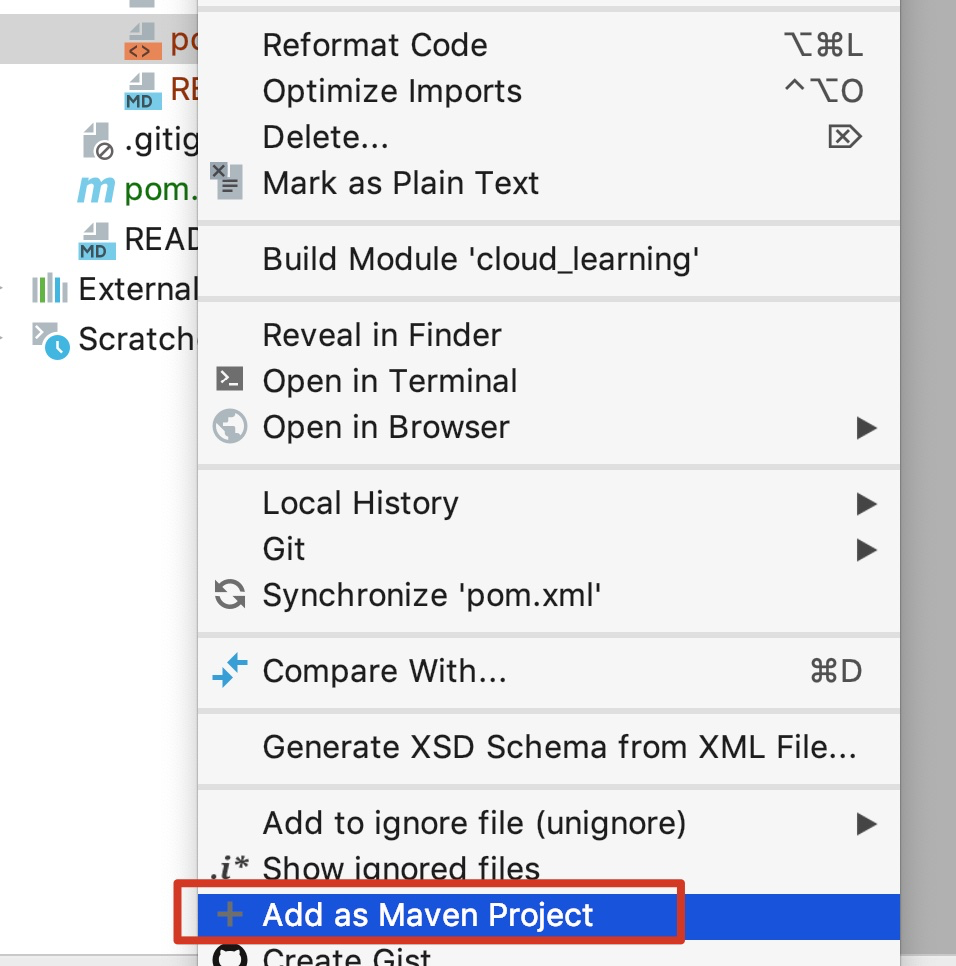 po
<>
RE
MD
.gitig
m pom.
READ
MD
External
Scratch
Reformat Code ⌥⌘L
Optimize Imports ^⌥O
Delete... ⌦
Mark as Plain Text
Build Module 'cloud_learning'
Reveal in Finder
Open in Terminal
Open in Browser
Local History
Git
Synchronize 'pom.xml'
Compare With... ⌘D
Generate XSD Schema from XML File...
Add to ignore file (unignore)
.i* Show ignored files
Add as Maven Project
Create Gist